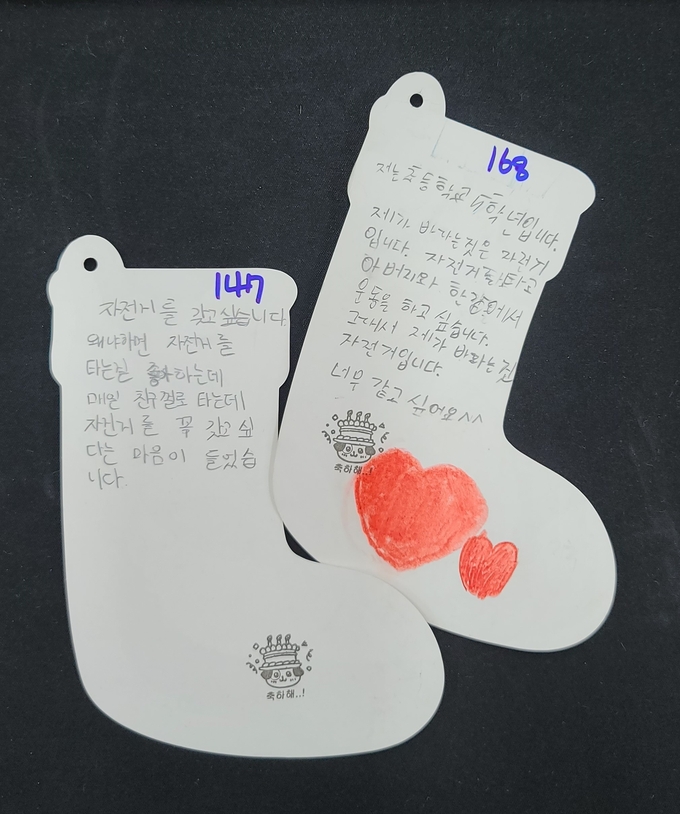 147
자전거를 갖고 싶습니다.
왜냐하면 자전거를
타는걸 좋아하는데
매일 친구껄로 타는데
자전거를 꼭 갖고 싶
다는 마음이 들었습
니다.
축하해..!
168
저는 초등학교 5학년입니다.
제가 바라는것은 자전거
입니다. 자전거를 타고
아버지와 한강에서
운동을 하고 싶습니다.
그래서 제가 바라는 것
자전거입니다.
너무 갖고 싶어요^^
축하해..!